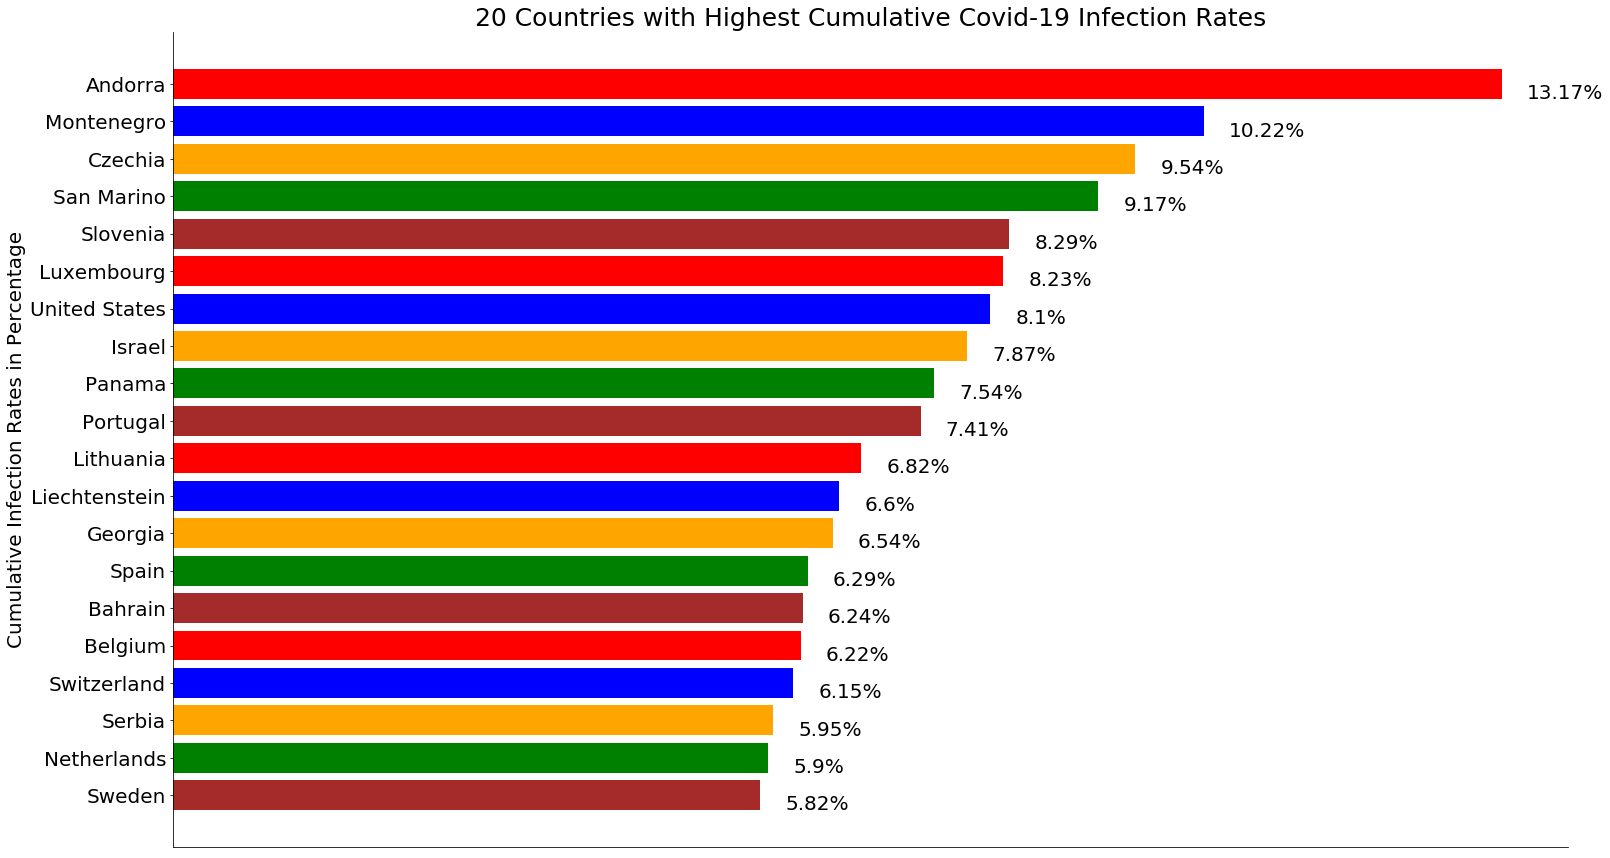 20 Countries with Highest Cumulative Covid-19 Infection Rates
Cumulative Infection Rates in Percentage
Andorra 13.17%
Montenegro 10.22%
Czechia 9.54%
San Marino 9.17%
Slovenia 8.29%
Luxembourg 8.23%
United States 8.1%
Israel 7.87%
Panama 7.54%
Portugal 7.41%
Lithuania 6.82%
Liechtenstein 6.6%
Georgia 6.54%
Spain 6.29%
Bahrain 6.24%
Belgium 6.22%
Switzerland 6.15%
Serbia 5.95%
Netherlands 5.9%
Sweden 5.82%